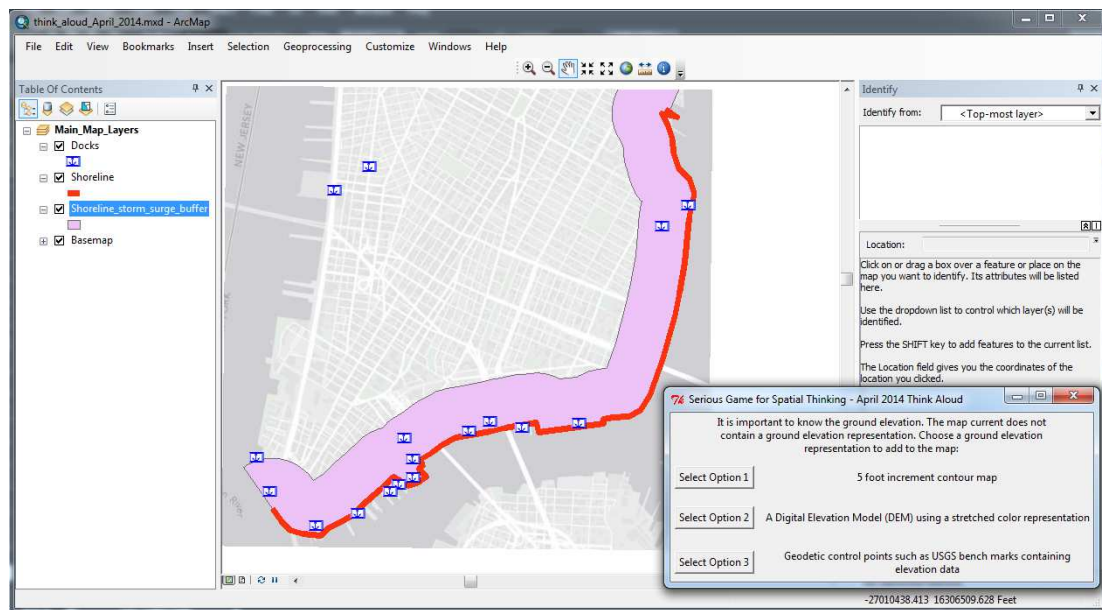 think_aloud_April_2014.mxd - ArcMap
File Edit View Bookmarks Insert Selection Geoprocessing Customize Windows Help
Table Of Contents
Main_Map_Layers
Docks
Shoreline
Shoreline_storm_surge_buffer
Basemap
NEW JERSEY
Identify
Identify from: <Top-most layer>
Location:
Click on or drag a box over a feature or place on the
map you want to identify. Its attributes will be listed
here.
Use the dropdown list to control which layer(s) will be
identified.
Press the SHIFT key to add features to the current list.
The Location field gives you the coordinates of the
location you clicked.
Serious Game for Spatial Thinking - April 2014 Think Aloud
It is important to know the ground elevation. The map current does not
contain a ground elevation representation. Choose a ground elevation
representation to add to the map:
Select Option 1 5 foot increment contour map
Select Option 2 A Digital Elevation Model (DEM) using a stretched color representation
Select Option 3 Geodetic control points such as USGS bench marks containing
elevation data
-27010438.413 16306509.628 Feet